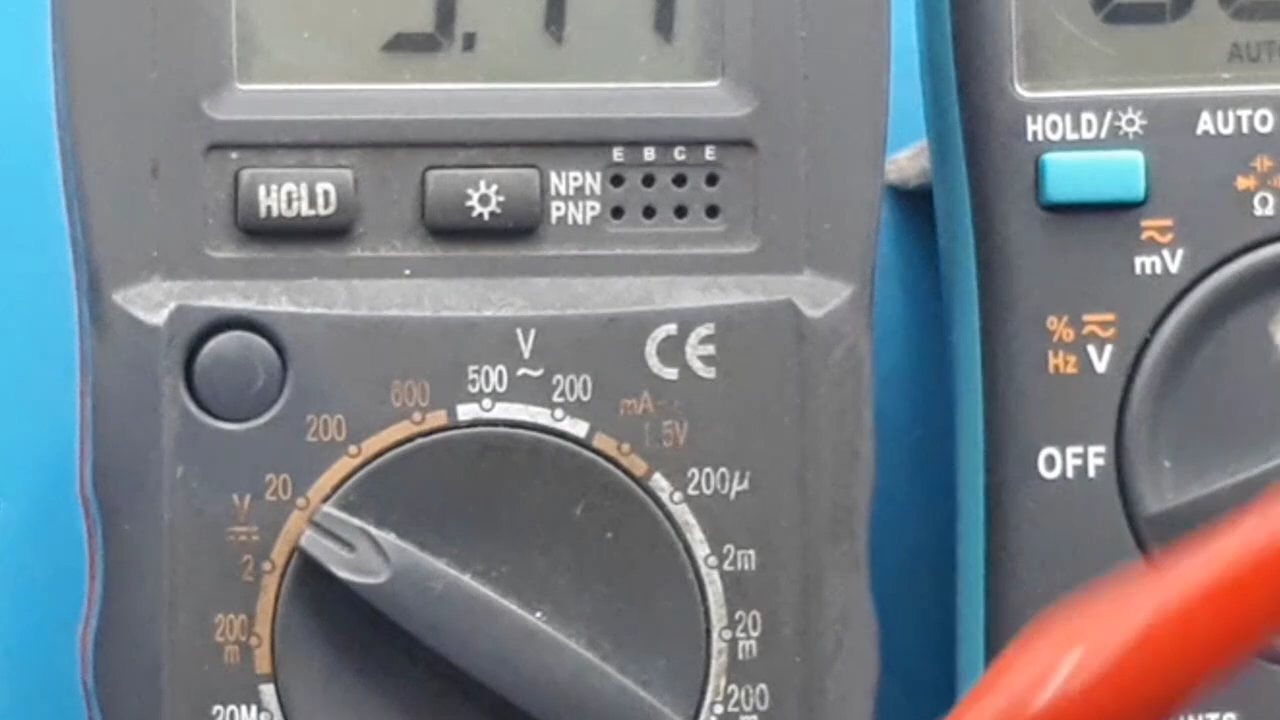 HOLD/
AUTO
E B C E
HOLD
NPN
PNP
Ω
mV
V
~
CE
% Hz V
600
500
200
200
mA
1.5V
20
200µ
OFF
V
2
2m
200
m
20
m
20M
200